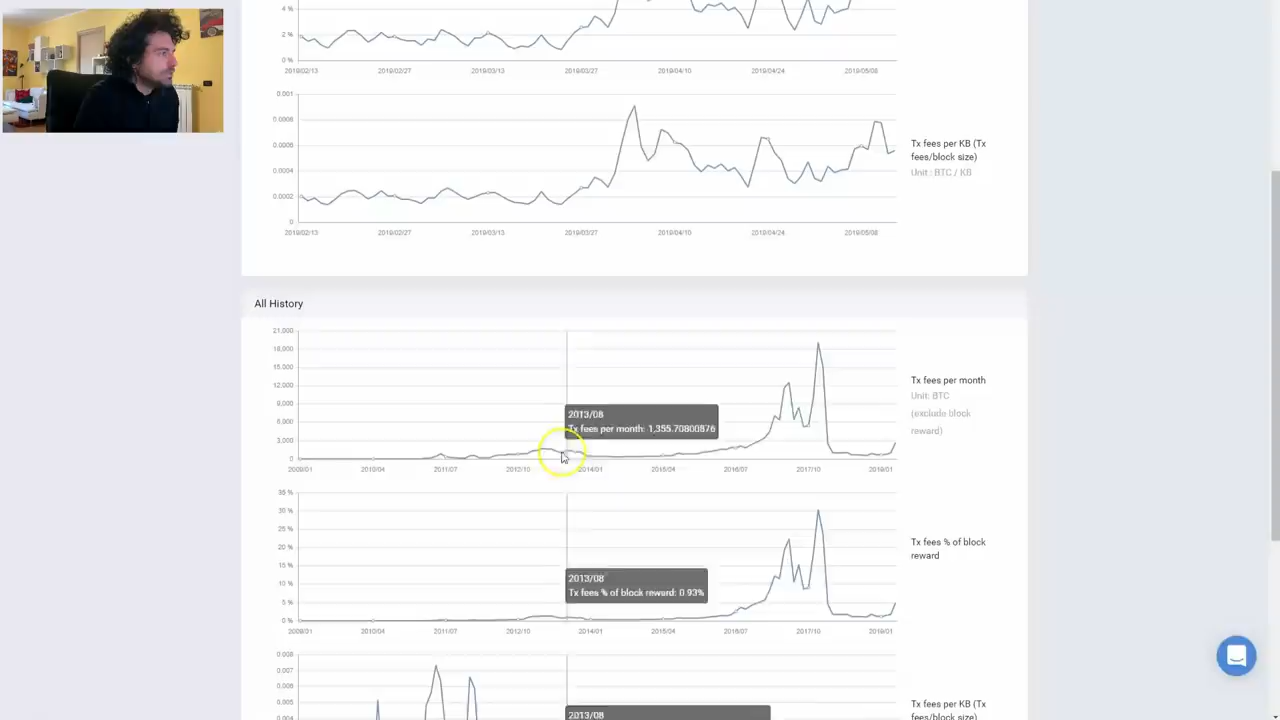 4 %
2 %
0 %
2019/02/13 2019/02/27 2019/03/13 2019/03/27 2019/04/10 2019/04/24 2019/05/08
0.001
0.0008
0.0006
0.0004
0.0002
0
2019/02/13 2019/02/27 2019/03/13 2019/03/27 2019/04/10 2019/04/24 2019/05/08
Tx fees per KB (Tx
fees/block size)
Unit : BTC / KB
All History
21,000
18,000
15,000
12,000
9,000
6,000
3,000
0
2009/01 2010/04 2011/07 2012/10 2014/01 2015/04 2016/07 2017/10 2019/01
Tx fees per month
Unit: BTC
(exclude block
reward)
2013/08
Tx fees per month: 1,355.70800576
35 %
30 %
25 %
20 %
15 %
10 %
5 %
0 %
2009/01 2010/04 2011/07 2012/10 2014/01 2015/04 2016/07 2017/10 2019/01
Tx fees % of block
reward
2013/08
Tx fees % of block reward: 0.93%
0.008
0.007
0.006
0.005
0.004
2013/08
Tx fees per KB (Tx
fees/block size)